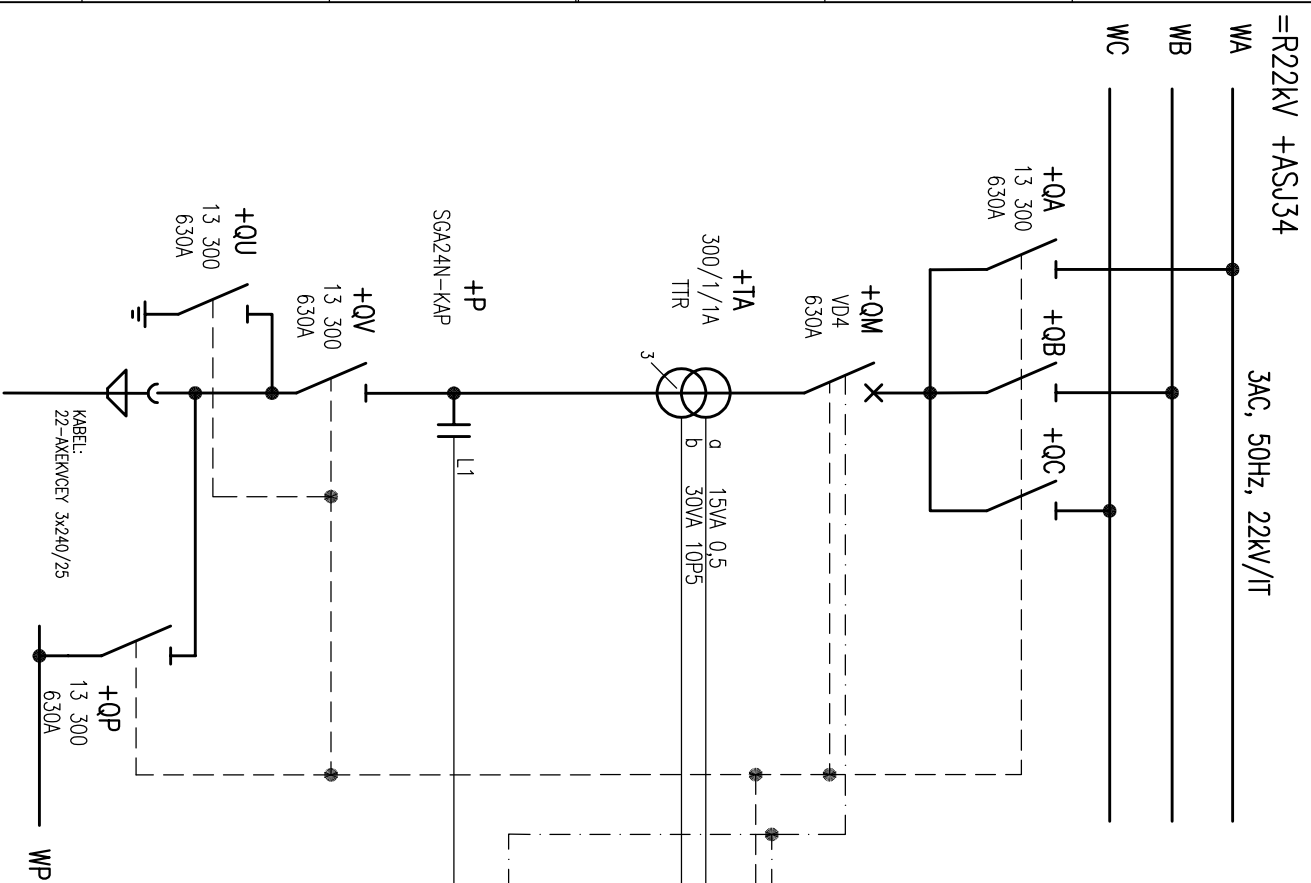 =R22kV +ASJ34
3AC, 50Hz, 22kV/IT
WA
WB
WC
+QA
13 300
630A
+QB
+QC
+QM
VD4
630A
+TA
300/1/1A
TTR
3
a 15VA 0,5
b 30VA 10P5
+P
SGA24N-KAP
L1
+QV
13 300
630A
+QU
13 300
630A
KABEL:
22-AXEKVCEY 3x240/25
+QP
13 300
630A
WP